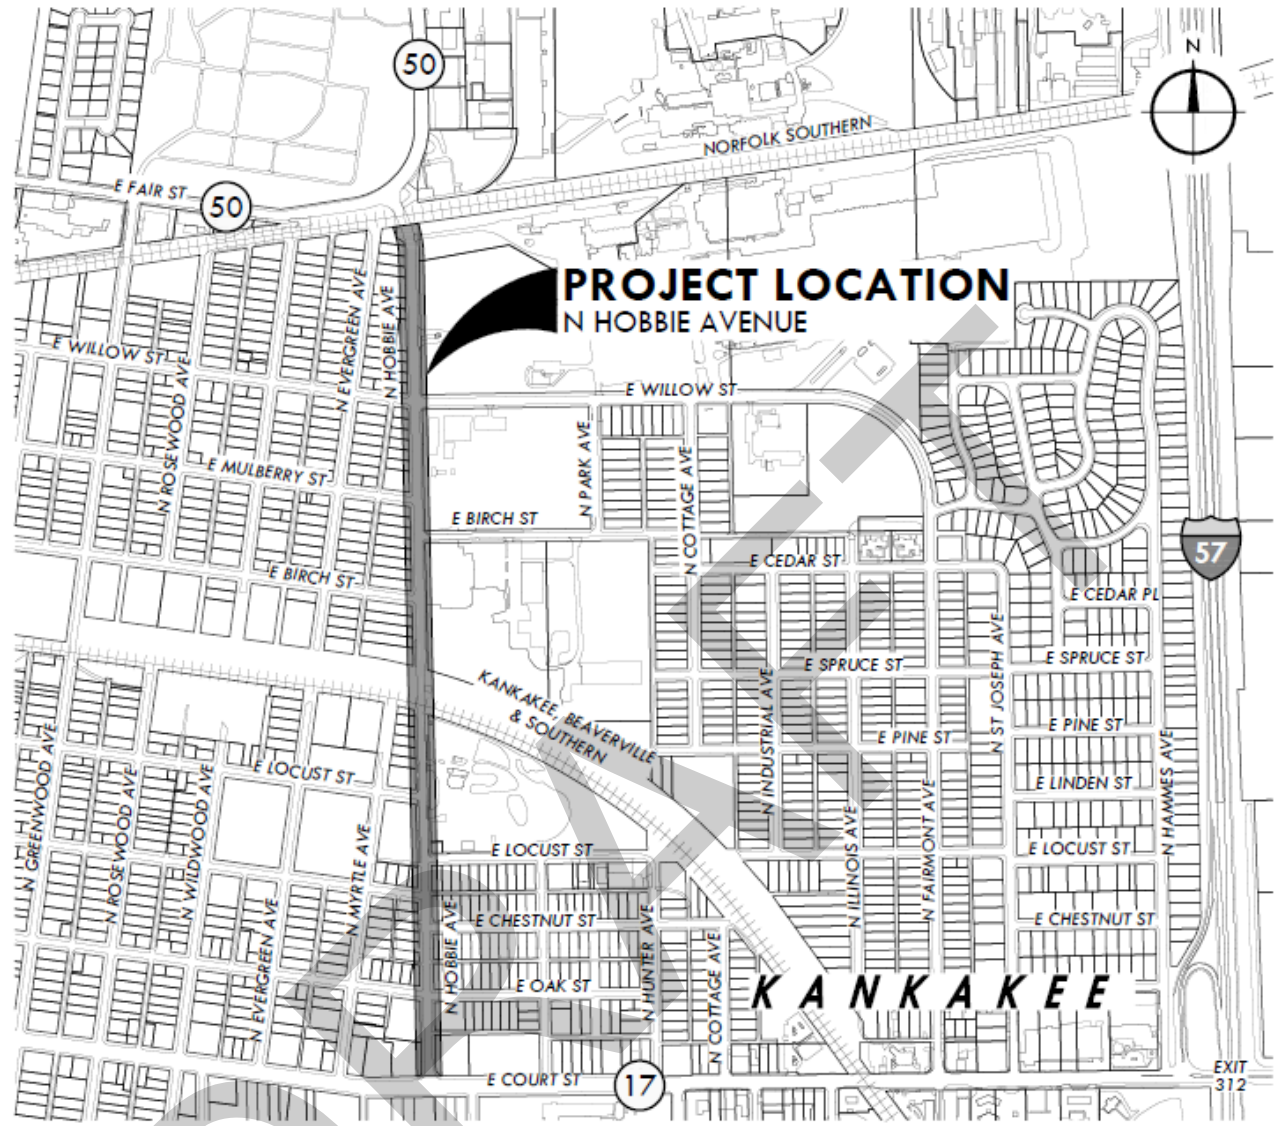 50
N
NORFOLK SOUTHERN
E FAIR ST
50
PROJECT LOCATION
N HOBBIE AVENUE
N EVERGREEN AVE
N HOBBIE AVE
E WILLOW ST
N ROSEWOOD AVE
E WILLOW ST
E MULBERRY ST
N PARK AVE
N COTTAGE AVE
E BIRCH ST
E BIRCH ST
E CEDAR ST
57
E CEDAR PL
N ST JOSEPH AVE
E SPRUCE ST
E SPRUCE ST
KANKAKEE, BEAVERVILLE
& SOUTHERN
N INDUSTRIAL AVE
E PINE ST
E PINE ST
N GREENWOOD AVE
N ROSEWOOD AVE
N WILDWOOD AVE
E LOCUST ST
N MYRTLE AVE
E LINDEN ST
N HAMMES AVE
N ILLINOIS AVE
N FAIRMONT AVE
E LOCUST ST
E LOCUST ST
N EVERGREEN AVE
N HOBBIE AVE
E CHESTNUT ST
N HUNTER AVE
N COTTAGE AVE
E CHESTNUT ST
E OAK ST
KANKAKEE
E COURT ST
17
EXIT
312
DRAFT